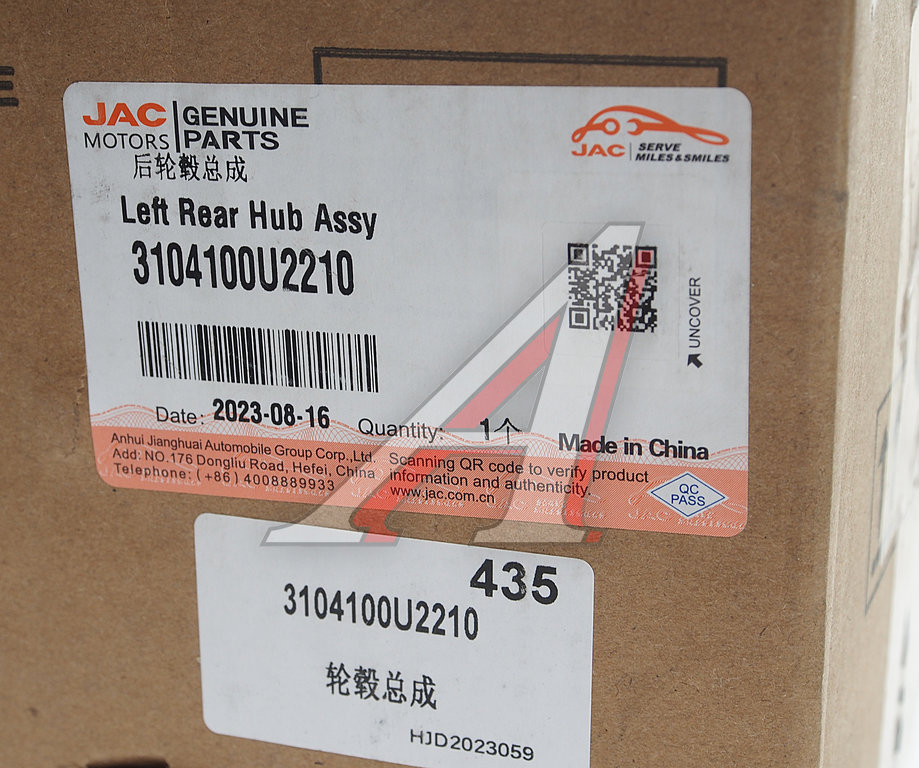 JAC MOTORS GENUINE PARTS
后轮毂总成
Left Rear Hub Assy
3104100U2210
JAC SERVE MILES & SMILES
UNCOVER
Date: 2023-08-16 Quantity: 1个 Made in China
Anhui Jianghuai Automobile Group Corp.,Ltd.
Add: NO.176 Dongliu Road, Hefei, China
Telephone: (+86) 4008889933
Scanning QR code to verify product
information and authenticity.
www.jac.com.cn
QC
PASS
435
3104100U2210
轮毂总成
HJD2023059